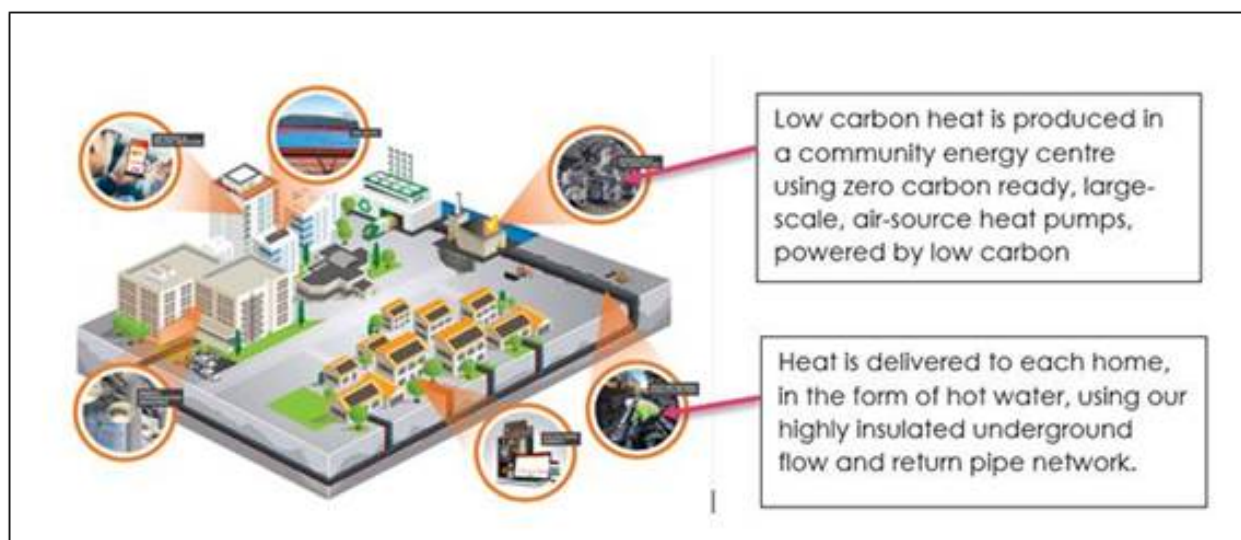 Low carbon heat is produced in
a community energy centre
using zero carbon ready, large-
scale, air-source heat pumps,
powered by low carbon
Heat is delivered to each home,
in the form of hot water, using our
highly insulated underground
flow and return pipe network.